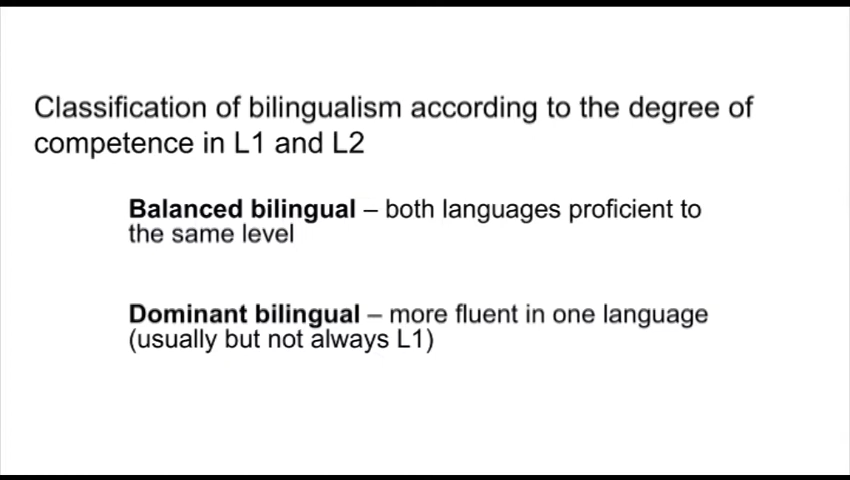 Classification of bilingualism according to the degree of
competence in L1 and L2
Balanced bilingual – both languages proficient to
the same level
Dominant bilingual – more fluent in one language
(usually but not always L1)